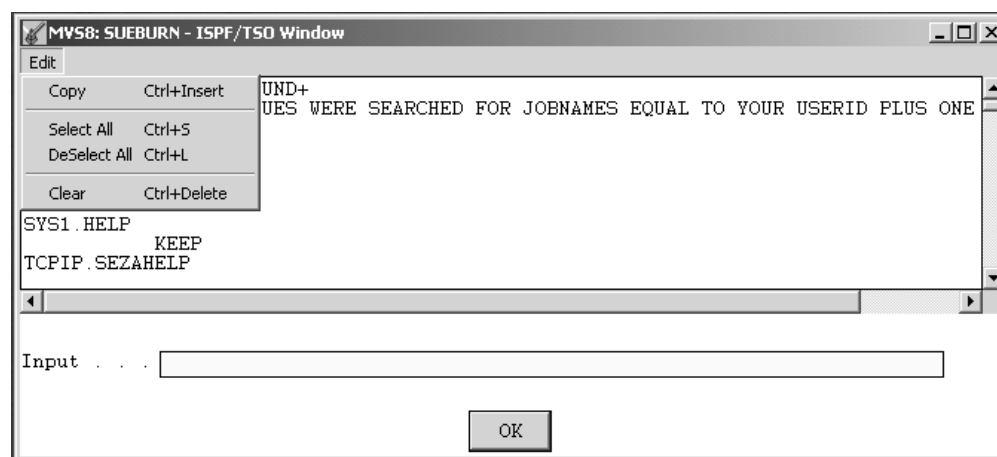 MVS8: SUEBURN - ISPF/TSO Window
Edit
Copy Ctrl+Insert
Select All Ctrl+S
DeSelect All Ctrl+L
Clear Ctrl+Delete
UND+
UES WERE SEARCHED FOR JOBNAMES EQUAL TO YOUR USERID PLUS ONE
SYS1.HELP
KEEP
TCPIP.SEZAHELP
Input . . .
OK